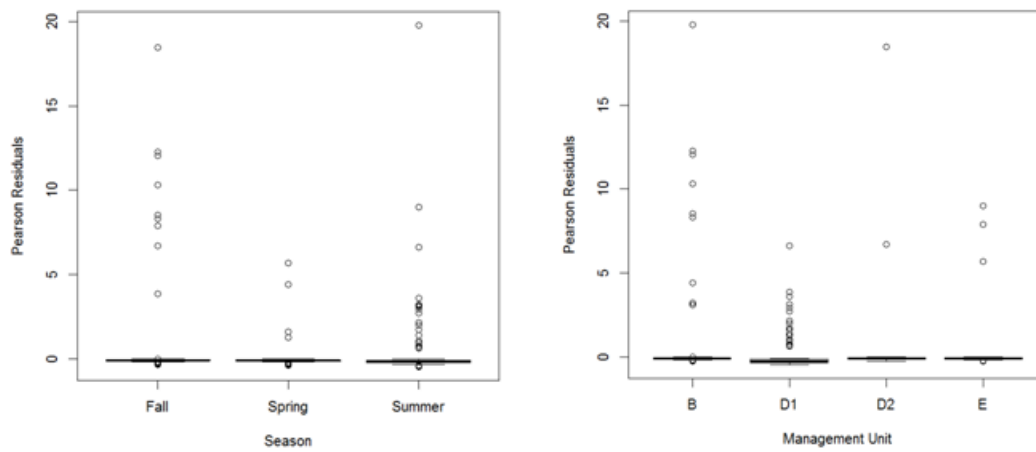 20
15
10
5
0
Pearson Residuals
Fall Spring Summer
Season
20
15
10
5
0
Pearson Residuals
B D1 D2 E
Management Unit